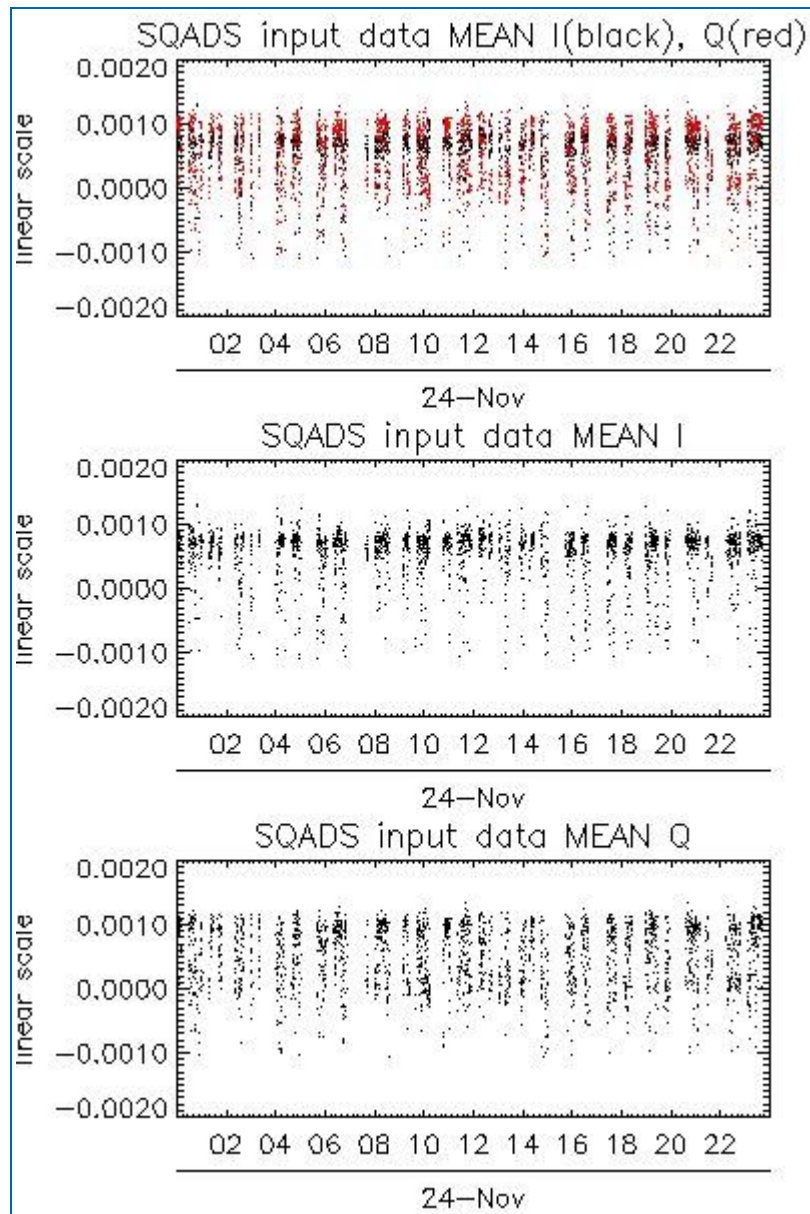 SQADS input data MEAN I(black), Q(red)
0.0020
0.0010
0.0000
−0.0010
−0.0020
linear scale
02 04 06 08 10 12 14 16 18 20 22
24−Nov
SQADS input data MEAN I
0.0020
0.0010
0.0000
−0.0010
−0.0020
linear scale
02 04 06 08 10 12 14 16 18 20 22
24−Nov
SQADS input data MEAN Q
0.0020
0.0010
0.0000
−0.0010
−0.0020
linear scale
02 04 06 08 10 12 14 16 18 20 22
24−Nov